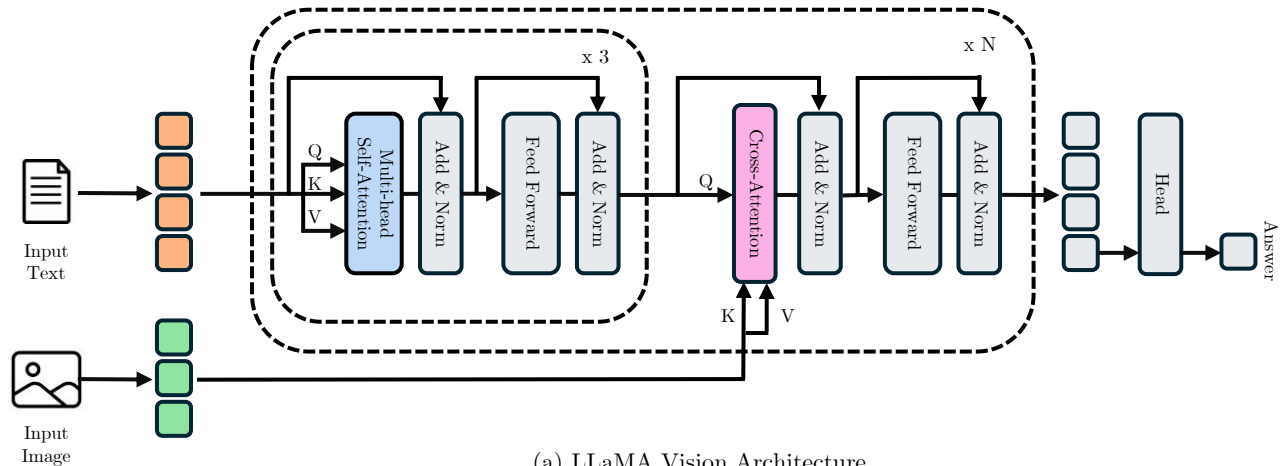 x 3
x N
Q
K
V
Multi-head
Self-Attention
Add & Norm
Feed Forward
Add & Norm
Q
Cross-Attention
Add & Norm
Feed Forward
Add & Norm
Head
Answer
Input
Text
K
V
Input
Image
(a) LLaMA Vision Architecture